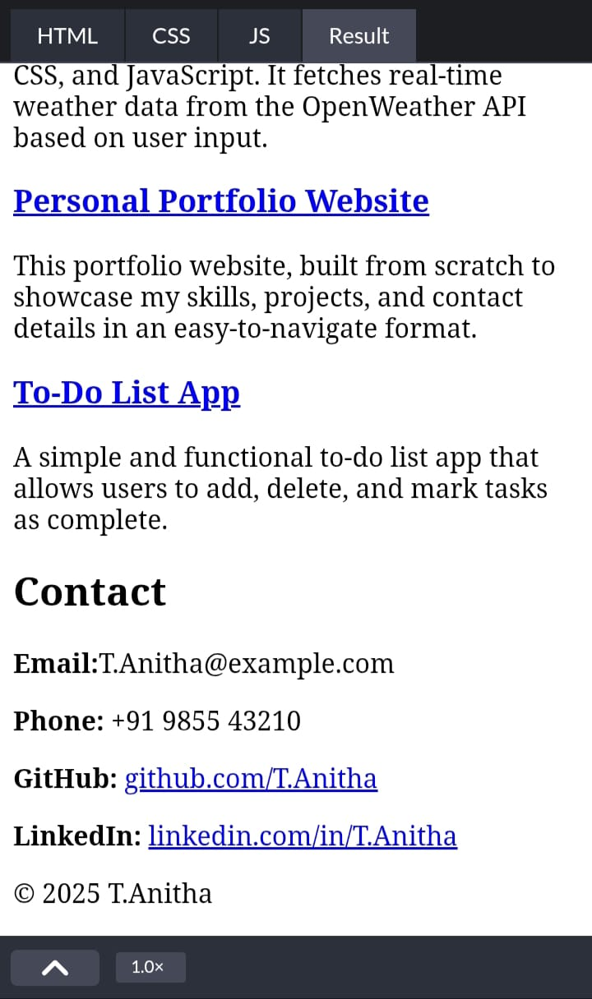 HTML CSS JS Result
CSS, and JavaScript. It fetches real-time
weather data from the OpenWeather API
based on user input.
Personal Portfolio Website
This portfolio website, built from scratch to
showcase my skills, projects, and contact
details in an easy-to-navigate format.
To-Do List App
A simple and functional to-do list app that
allows users to add, delete, and mark tasks
as complete.
Contact
Email:T.Anitha@example.com
Phone: +91 9855 43210
GitHub: github.com/T.Anitha
LinkedIn: linkedin.com/in/T.Anitha
© 2025 T.Anitha
1.0×